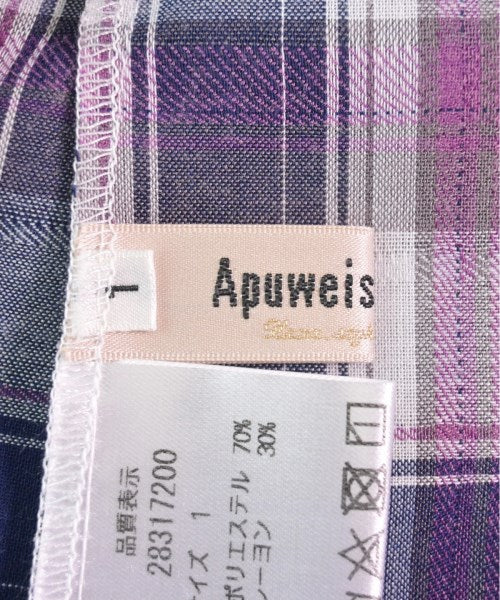 1
Apuweis
品質表示
28317200
イズ 1
ポリエステル 70%
ーヨン 30%